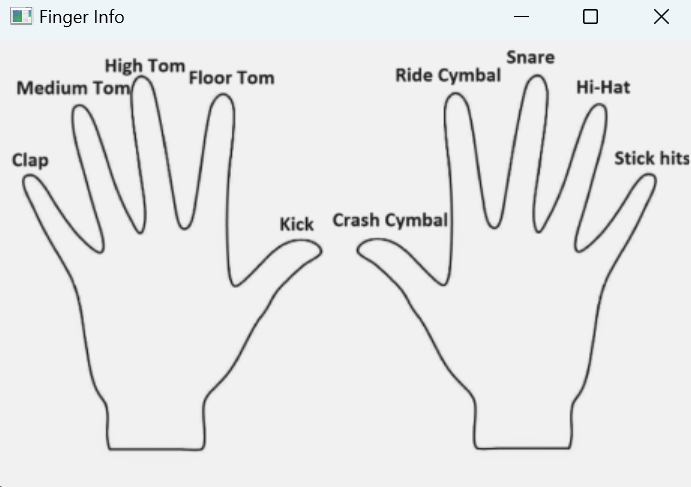 Finger Info
High Tom
Medium Tom
Floor Tom
Clap
Kick
Snare
Ride Cymbal
Hi-Hat
Stick hits
Crash Cymbal